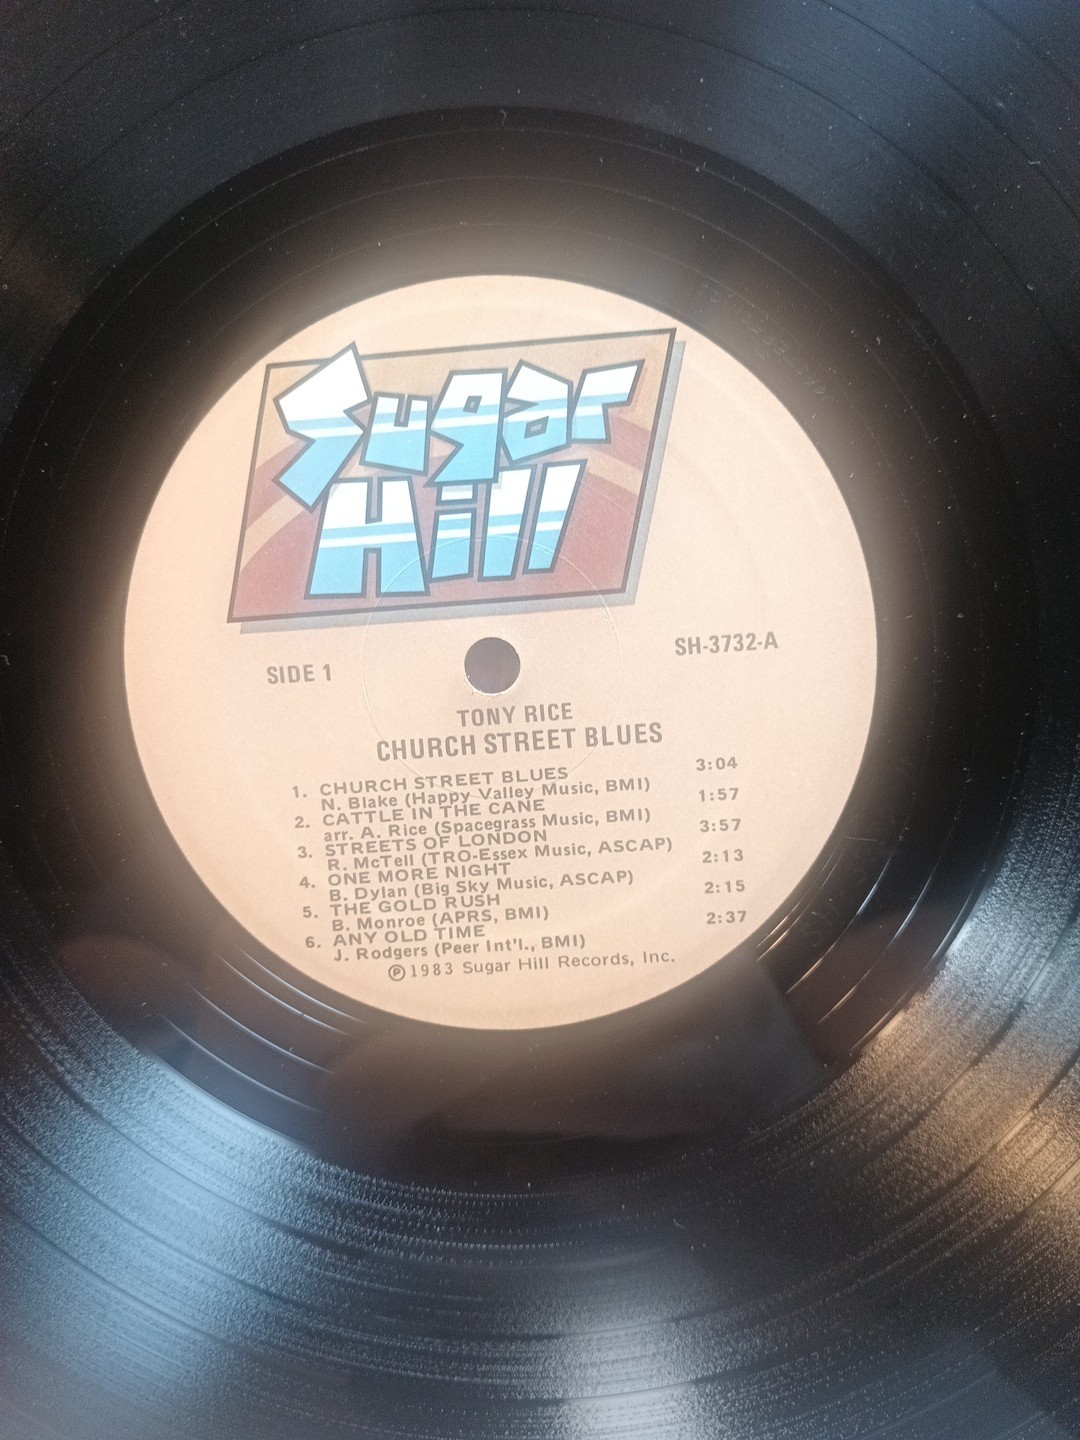 Sugar
Hill
SIDE 1
SH-3732-A
TONY RICE
CHURCH STREET BLUES
1. CHURCH STREET BLUES 3:04
N. Blake (Happy Valley Music, BMI)
2. CATTLE IN THE CANE 1:57
arr. A. Rice (Spacegrass Music, BMI)
3. STREETS OF LONDON 3:57
R. McTell (TRO-Essex Music, ASCAP)
4. ONE MORE NIGHT 2:13
B. Dylan (Big Sky Music, ASCAP)
5. THE GOLD RUSH 2:15
B. Monroe (APRS, BMI)
6. ANY OLD TIME 2:37
J. Rodgers (Peer Int'l., BMI)
℗1983 Sugar Hill Records, Inc.